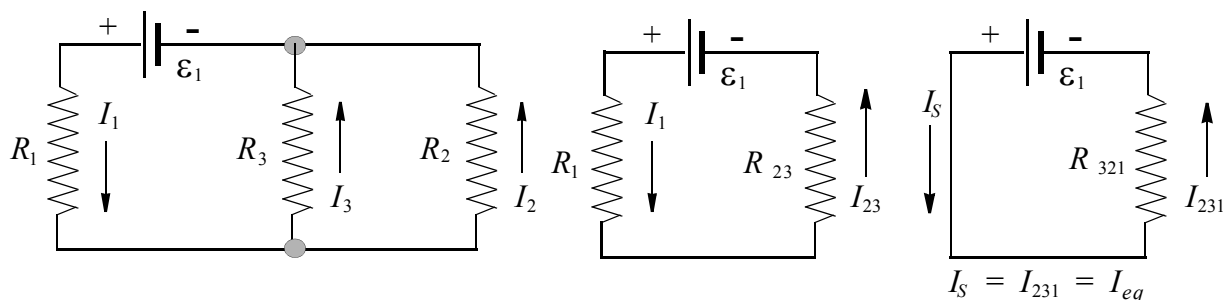 + -
ε1
R1
I1
R3
I3
R2
I2
+ -
ε1
R1
I1
R 23
I23
+ -
ε1
IS
R 321
I231
IS = I231 = Ieq